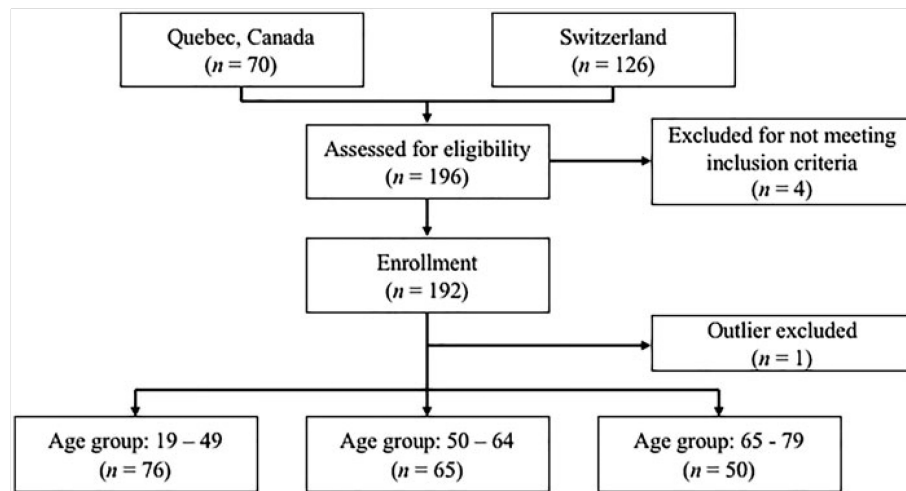 Quebec, Canada
(n = 70)
Switzerland
(n = 126)
Assessed for eligibility
(n = 196)
Excluded for not meeting
inclusion criteria
(n = 4)
Enrollment
(n = 192)
Outlier excluded
(n = 1)
Age group: 19 – 49
(n = 76)
Age group: 50 – 64
(n = 65)
Age group: 65 - 79
(n = 50)